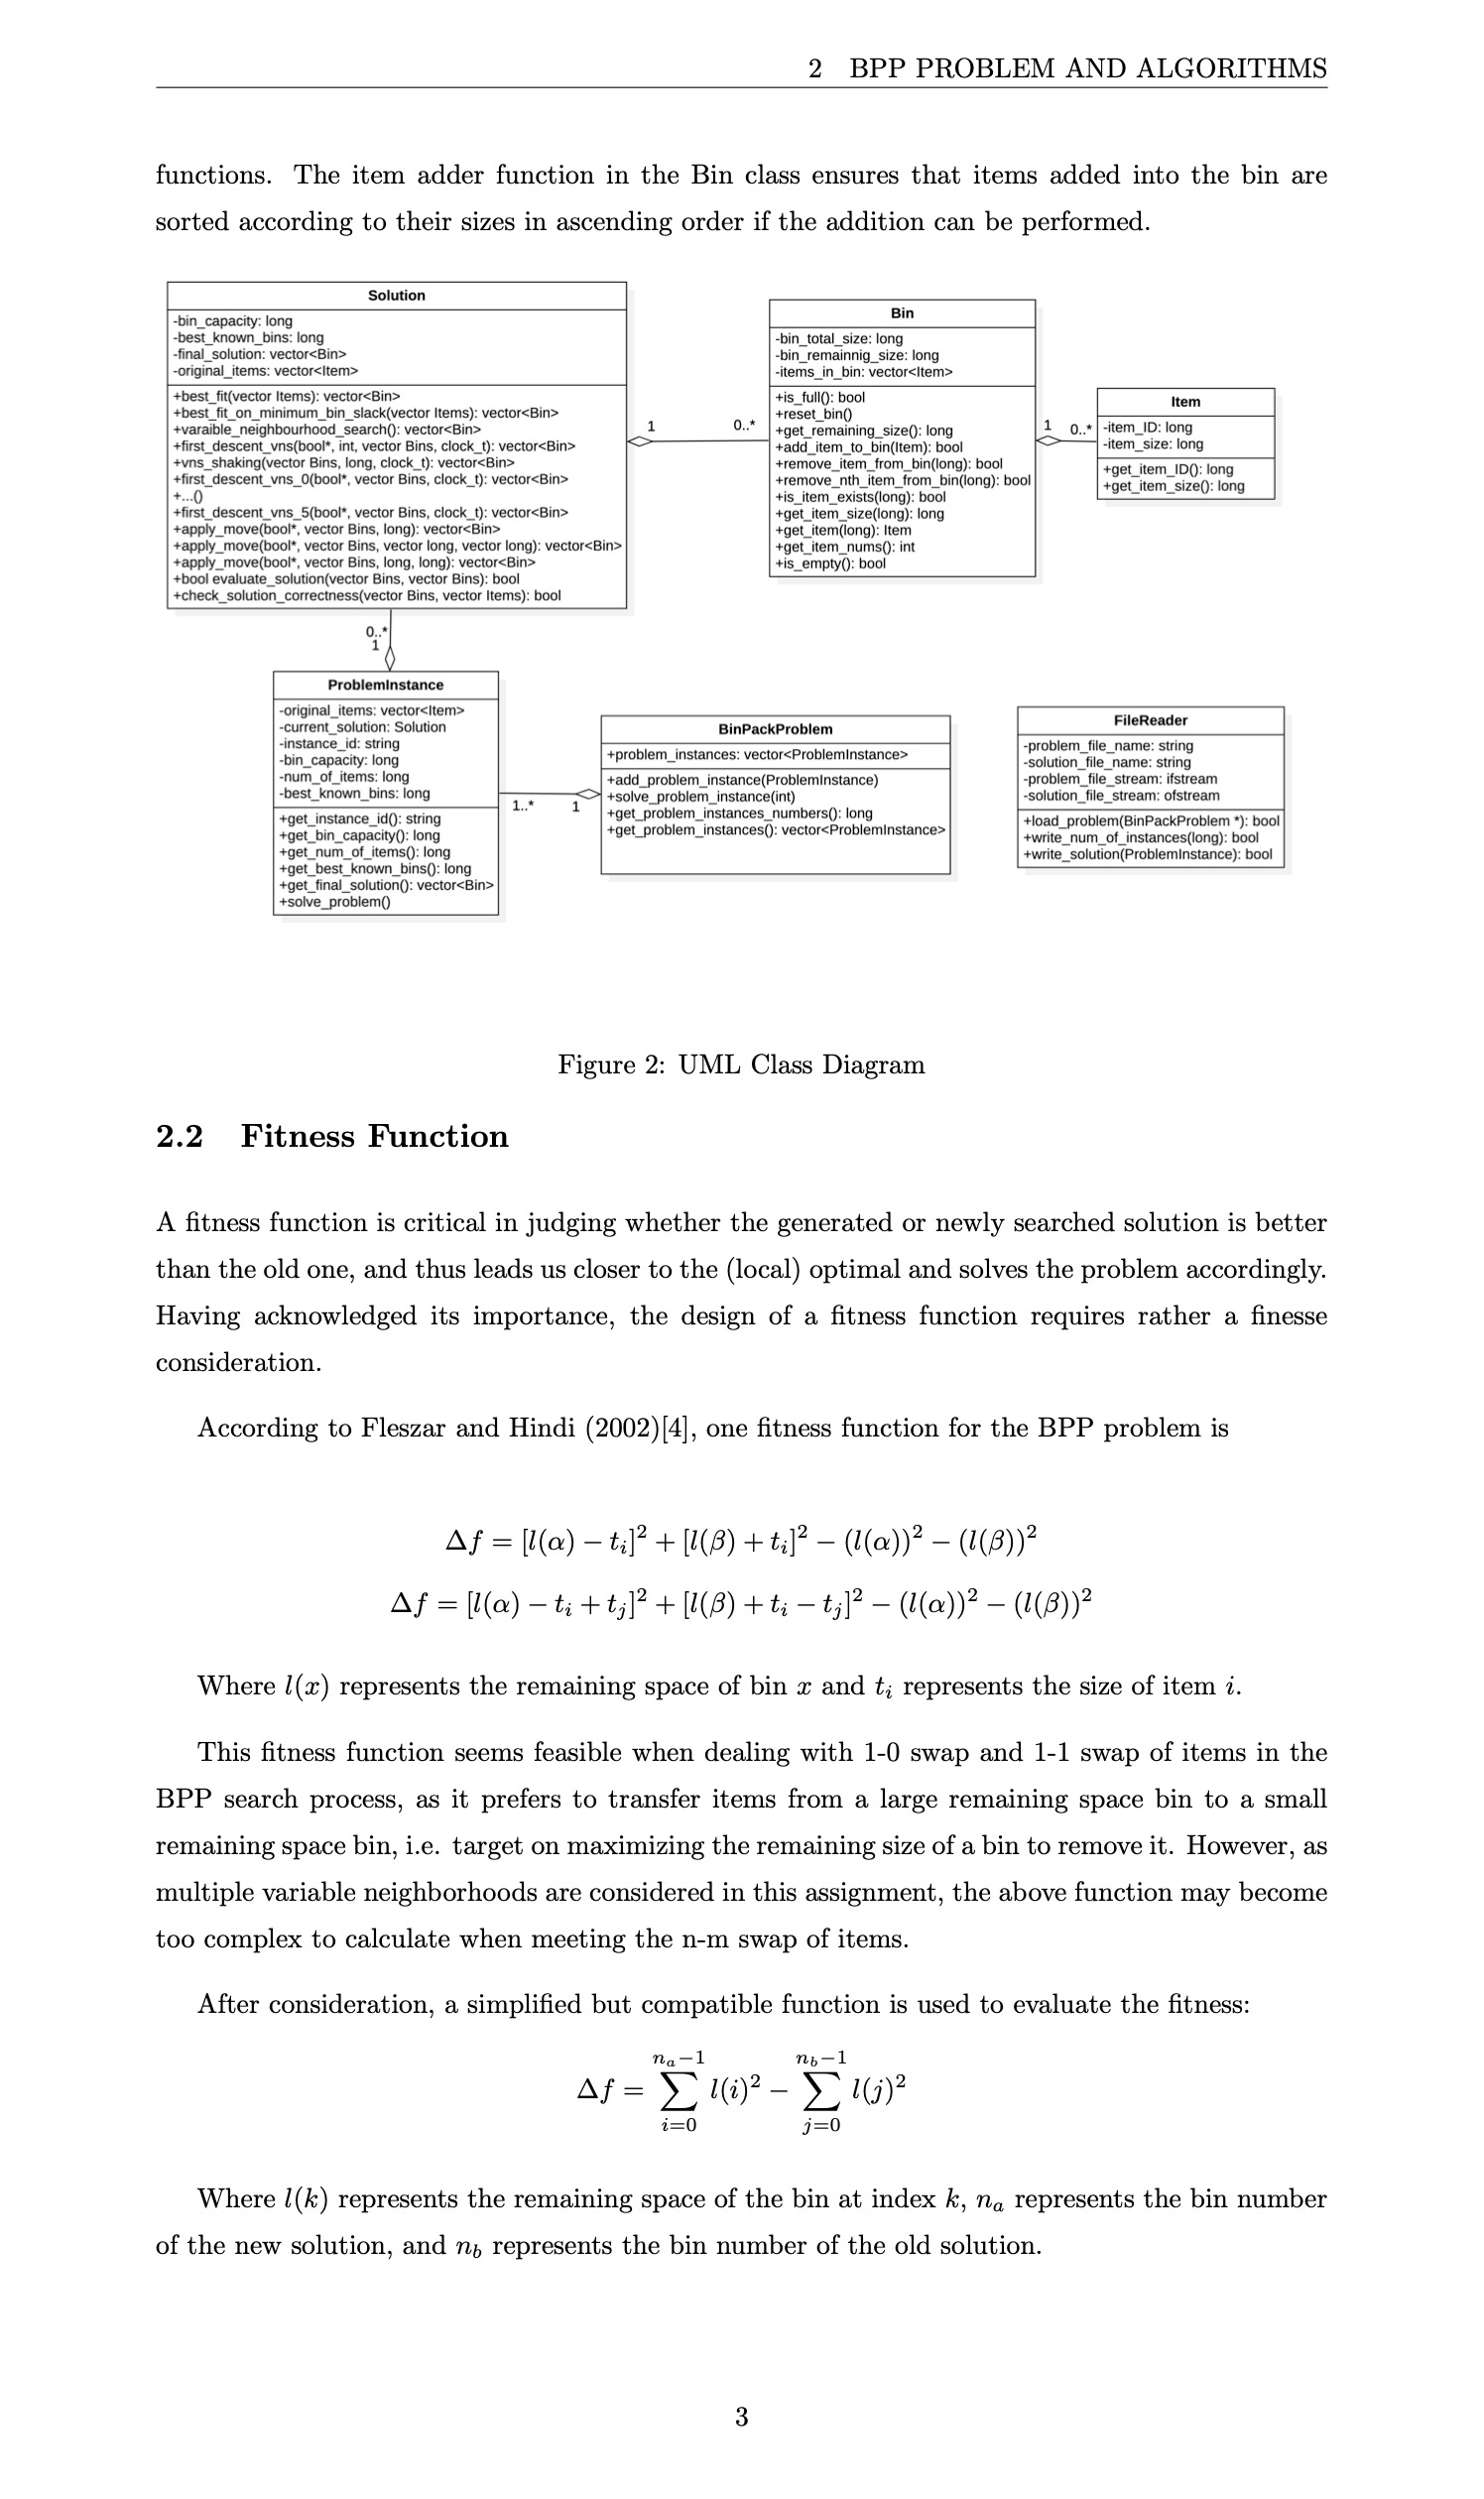 2 BPP PROBLEM AND ALGORITHMS
functions. The item adder function in the Bin class ensures that items added into the bin are
sorted according to their sizes in ascending order if the addition can be performed.
Solution
-bin_capacity: long
-best_known_bins: long
-final_solution: vector<Bin>
-original_items: vector<Item>
+best_fit(vector Items): vector<Bin>
+best_fit_on_minimum_bin_slack(vector Items): vector<Bin>
+varaible_neighbourhood_search(): vector<Bin>
+first_descent_vns(bool*, int, vector Bins, clock_t): vector<Bin>
+vns_shaking(vector Bins, long, clock_t): vector<Bin>
+first_descent_vns_0(bool*, vector Bins, clock_t): vector<Bin>
+...()
+first_descent_vns_5(bool*, vector Bins, clock_t): vector<Bin>
+apply_move(bool*, vector Bins, long): vector<Bin>
+apply_move(bool*, vector Bins, vector long, vector long): vector<Bin>
+apply_move(bool*, vector Bins, long, long): vector<Bin>
+bool evaluate_solution(vector Bins, vector Bins): bool
+check_solution_correctness(vector Bins, vector Items): bool
1
0..*
Bin
-bin_total_size: long
-bin_remainnig_size: long
-items_in_bin: vector<Item>
+is_full(): bool
+reset_bin()
+get_remaining_size(): long
+add_item_to_bin(Item): bool
+remove_item_from_bin(long): bool
+remove_nth_item_from_bin(long): bool
+is_item_exists(long): bool
+get_item_size(long): long
+get_item(long): Item
+get_item_nums(): int
+is_empty(): bool
1
0..*
Item
-item_ID: long
-item_size: long
+get_item_ID(): long
+get_item_size(): long
0..*
1
ProblemInstance
-original_items: vector<Item>
-current_solution: Solution
-instance_id: string
-bin_capacity: long
-num_of_items: long
-best_known_bins: long
+get_instance_id(): string
+get_bin_capacity(): long
+get_num_of_items(): long
+get_best_known_bins(): long
+get_final_solution(): vector<Bin>
+solve_problem()
1..*
1
BinPackProblem
+problem_instances: vector<ProblemInstance>
+add_problem_instance(ProblemInstance)
+solve_problem_instance(int)
+get_problem_instances_numbers(): long
+get_problem_instances(): vector<ProblemInstance>
FileReader
-problem_file_name: string
-solution_file_name: string
-problem_file_stream: ifstream
-solution_file_stream: ofstream
+load_problem(BinPackProblem *): bool
+write_num_of_instances(long): bool
+write_solution(ProblemInstance): bool
Figure 2: UML Class Diagram
2.2 Fitness Function
A fitness function is critical in judging whether the generated or newly searched solution is better
than the old one, and thus leads us closer to the (local) optimal and solves the problem accordingly.
Having acknowledged its importance, the design of a fitness function requires rather a finesse
consideration.
According to Fleszar and Hindi (2002)[4], one fitness function for the BPP problem is
Δf = [l(α) − t_i]² + [l(β) + t_i]² − (l(α))² − (l(β))²
Δf = [l(α) − t_i + t_j]² + [l(β) + t_i − t_j]² − (l(α))² − (l(β))²
Where l(x) represents the remaining space of bin x and t_i represents the size of item i.
This fitness function seems feasible when dealing with 1-0 swap and 1-1 swap of items in the
BPP search process, as it prefers to transfer items from a large remaining space bin to a small
remaining space bin, i.e. target on maximizing the remaining size of a bin to remove it. However, as
multiple variable neighborhoods are considered in this assignment, the above function may become
too complex to calculate when meeting the n-m swap of items.
After consideration, a simplified but compatible function is used to evaluate the fitness:
Δf = ∑_{i=0}^{n_a−1} l(i)² − ∑_{j=0}^{n_b−1} l(j)²
Where l(k) represents the remaining space of the bin at index k, n_a represents the bin number
of the new solution, and n_b represents the bin number of the old solution.
3